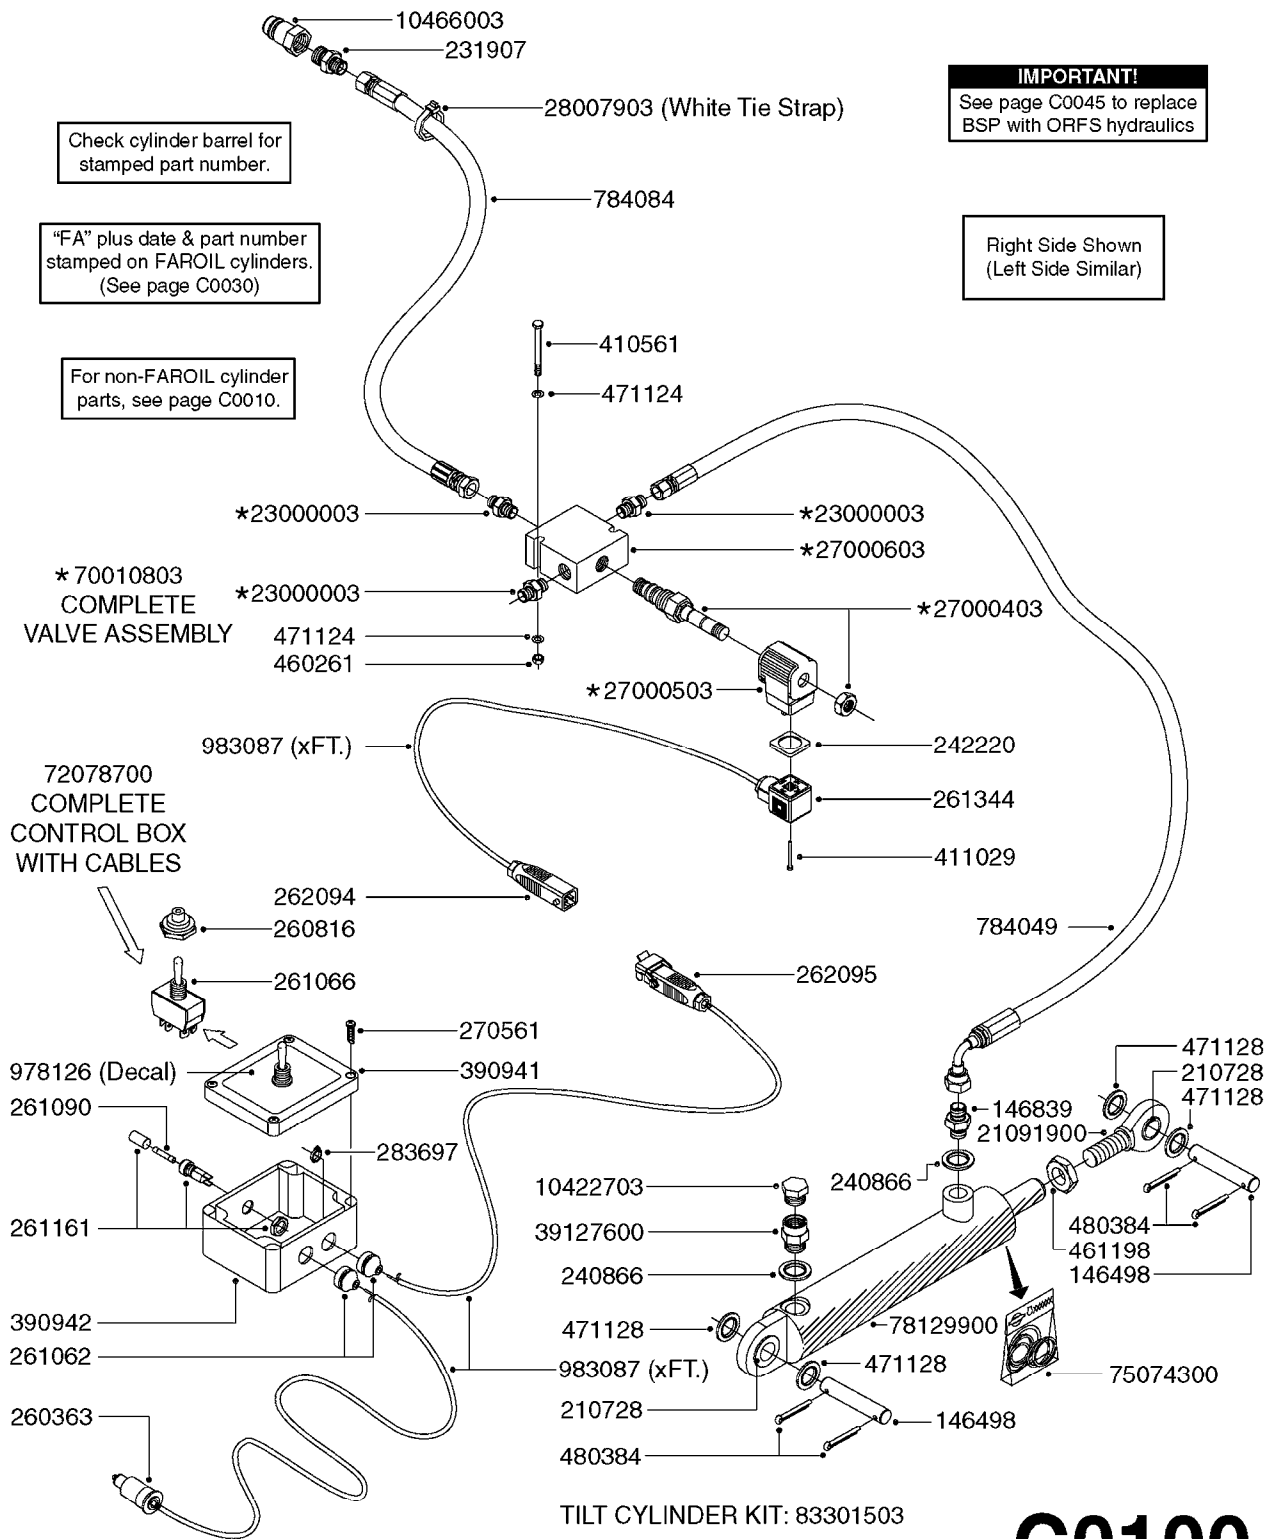 10466003
231907
28007903 (White Tie Strap)
IMPORTANT!
See page C0045 to replace
BSP with ORFS hydraulics
Check cylinder barrel for
stamped part number.
784084
"FA" plus date & part number
stamped on FAROIL cylinders.
(See page C0030)
Right Side Shown
(Left Side Similar)
410561
For non-FAROIL cylinder
parts, see page C0010.
471124
*23000003
*23000003
*27000603
*70010803
COMPLETE
VALVE ASSEMBLY
*23000003
*27000403
471124
460261
*27000503
983087 (xFT.)
242220
72078700
COMPLETE
CONTROL BOX
WITH CABLES
261344
411029
262094
260816
784049
262095
261066
270561
978126 (Decal)
390941
471128
210728
471128
261090
146839
21091900
283697
240866
10422703
261161
39127600
480384
461198
146498
240866
390942
471128
78129900
261062
983087 (xFT.)
471128
75074300
260363
210728
146498
480384
TILT CYLINDER KIT: 83301503